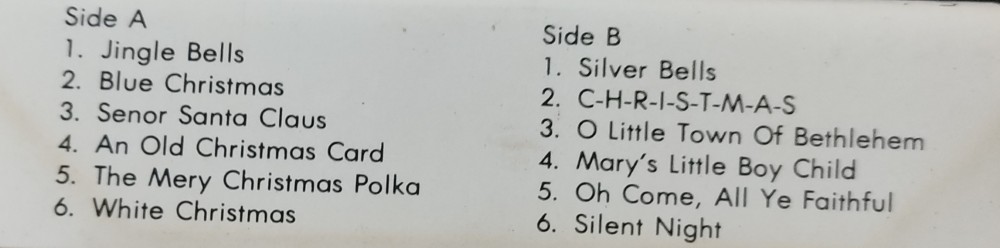 Side A
1. Jingle Bells
2. Blue Christmas
3. Senor Santa Claus
4. An Old Christmas Card
5. The Mery Christmas Polka
6. White Christmas
Side B
1. Silver Bells
2. C-H-R-I-S-T-M-A-S
3. O Little Town Of Bethlehem
4. Mary's Little Boy Child
5. Oh Come, All Ye Faithful
6. Silent Night